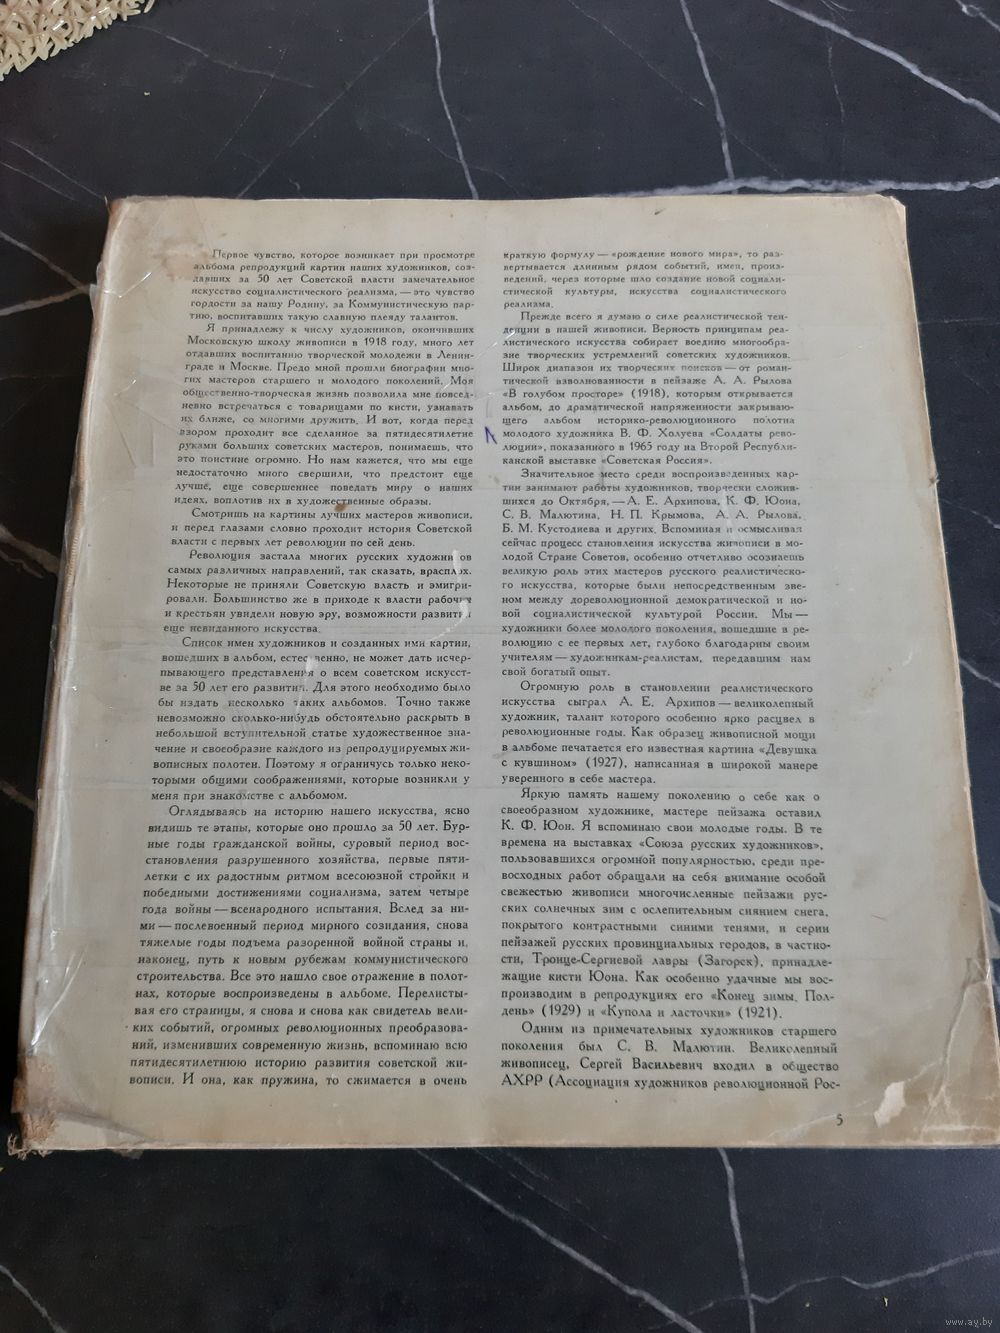 Первое чувство, которое возникает при просмотре
альбома репродукций картин наших художников, соз-
давших за 50 лет Советской власти замечательное
искусство социалистического реализма, — это чувство
гордости за нашу Родину, за Коммунистическую пар-
тию, воспитавших такую славную плеяду талантов.
Я принадлежу к числу художников, окончивших
Московскую школу живописи в 1918 году, много лет
отдавших воспитанию творческой молодежи в Ленин-
граде и Москве. Предо мной прошли биографии мно-
гих мастеров старшего и молодого поколений. Моя
общественно-творческая жизнь позволила мне повсед-
невно встречаться с товарищами по кисти, узнавать
их ближе, со многими дружить. И вот, когда перед
взором проходит все сделанное за пятидесятилетие
руками больших советских мастеров, понимаешь, что
это поистине огромно. Но нам кажется, что мы еще
недостаточно много свершили, что предстоит еще
лучше, еще совершеннее поведать миру о наших
идеях, воплотив их в художественные образы.
Смотришь на картины лучших мастеров живописи,
и перед глазами словно проходит история Советской
власти с первых лет революции по сей день.
Революция застала многих русских художников
самых различных направлений, так сказать, врасплох.
Некоторые не приняли Советскую власть и эмигри-
ровали. Большинство же в приходе к власти рабочих
и крестьян увидели новую эру, возможности развития
еще невиданного искусства.
Список имен художников и созданных ими картин,
вошедших в альбом, естественно, не может дать исчер-
пывающего представления о всем советском искусст-
ве за 50 лет его развития. Для этого необходимо было
бы издать несколько таких альбомов. Точно также
невозможно сколько-нибудь обстоятельно раскрыть в
небольшой вступительной статье художественное зна-
чение и своеобразие каждого из репродуцируемых жи-
вописных полотен. Поэтому я ограничусь только неко-
торыми общими соображениями, которые возникли у
меня при знакомстве с альбомом.
Оглядываясь на историю нашего искусства, ясно
видишь те этапы, которые оно прошло за 50 лет. Бур-
ные годы гражданской войны, суровый период вос-
становления разрушенного хозяйства, первые пяти-
летки с их радостным ритмом всесоюзной стройки и
победными достижениями социализма, затем четыре
года войны — всенародного испытания. Вслед за ни-
ми — послевоенный период мирного созидания, снова
тяжелые годы подъема разоренной войной страны и,
наконец, путь к новым рубежам коммунистического
строительства. Все это нашло свое отражение в полот-
нах, которые воспроизведены в альбоме. Перелисты-
вая его страницы, я снова и снова как свидетель вели-
ких событий, огромных революционных преобразова-
ний, изменивших современную жизнь, вспоминаю всю
пятидесятилетнюю историю развития советской жи-
вописи. И она, как пружина, то сжимается в очень
краткую формулу — «рождение нового мира», то раз-
вертывается длинным рядом событий, имен, произ-
ведений, через которые шло создание новой социали-
стической культуры, искусства социалистического
реализма.
Прежде всего я думаю о силе реалистической тен-
денции в нашей живописи. Верность принципам реа-
листического искусства собирает воедино многообра-
зие творческих устремлений советских художников.
Широк диапазон их творческих поисков — от роман-
тической взволнованности в пейзаже А. А. Рылова
«В голубом просторе» (1918), которым открывается
альбом, до драматической напряженности закрываю-
щего альбом историко-революционного полотна
молодого художника В. Ф. Холуева «Солдаты рево-
люции», показанного в 1965 году на Второй Республи-
канской выставке «Советская Россия».
Значительное место среди воспроизведенных кар-
тин занимают работы художников, творчески сложив-
шихся до Октября, — А. Е. Архипова, К. Ф. Юона,
С. В. Малютина, Н. П. Крымова, А. А. Рылова,
Б. М. Кустодиева и других. Вспоминая и осмысливая
сейчас процесс становления искусства живописи в мо-
лодой Стране Советов, особенно отчетливо осознаешь
великую роль этих мастеров русского реалистическо-
го искусства, которые были непосредственным зве-
ном между дореволюционной демократической и но-
вой социалистической культурой России. Мы —
художники более молодого поколения, вошедшие в ре-
волюцию с ее первых лет, глубоко благодарны своим
учителям — художникам-реалистам, передавшим нам
свой богатый опыт.
Огромную роль в становлении реалистического
искусства сыграл А. Е. Архипов — великолепный
художник, талант которого особенно ярко расцвел в
революционные годы. Как образец живописной мощи
в альбоме печатается его известная картина «Девушка
с кувшином» (1927), написанная в широкой манере
уверенного в себе мастера.
Яркую память нашему поколению о себе как о
своеобразном художнике, мастере пейзажа оставил
К. Ф. Юон. Я вспоминаю свои молодые годы. В те
времена на выставках «Союза русских художников»,
пользовавшихся огромной популярностью, среди пре-
восходных работ обращали на себя внимание особой
свежестью живописи многочисленные пейзажи рус-
ских солнечных зим с ослепительным сиянием снега,
покрытого контрастными синими тенями, и серии
пейзажей русских провинциальных городов, в частно-
сти, Троице-Сергиевой лавры (Загорск), принадле-
жащие кисти Юона. Как особенно удачные мы вос-
производим в репродукциях его «Конец зимы. Пол-
день» (1929) и «Купола и ласточки» (1921).
Одним из примечательных художников старшего
поколения был С. В. Малютин. Великолепный
живописец, Сергей Васильевич входил в общество
АХРР (Ассоциация художников революционной Рос-
5
www.ay.by